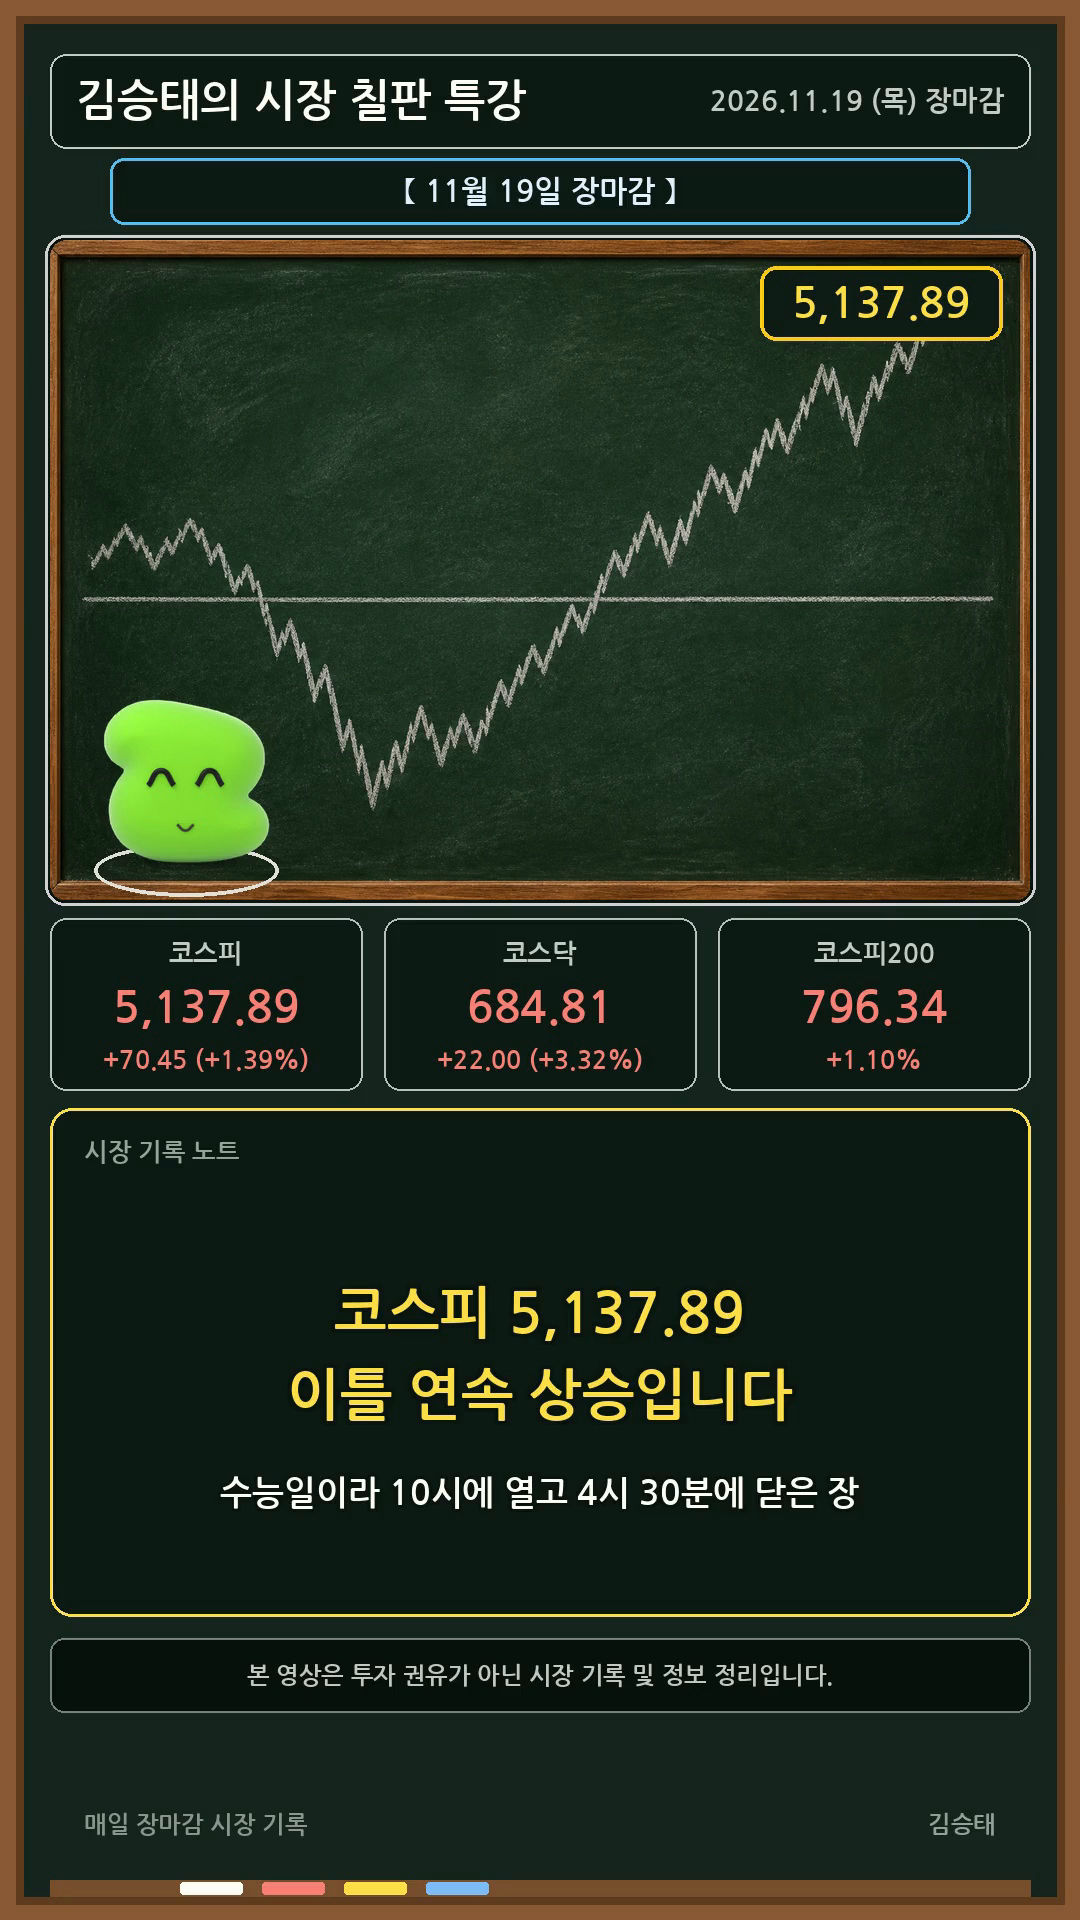 김승태의 시장 칠판 특강
2026.11.19 (목) 장마감
【 11월 19일 장마감 】
5,137.89
코스피
5,137.89
+70.45 (+1.39%)
코스닥
684.81
+22.00 (+3.32%)
코스피200
796.34
+1.10%
시장 기록 노트
코스피 5,137.89
이틀 연속 상승입니다
수능일이라 10시에 열고 4시 30분에 닫은 장
본 영상은 투자 권유가 아닌 시장 기록 및 정보 정리입니다.
매일 장마감 시장 기록
김승태